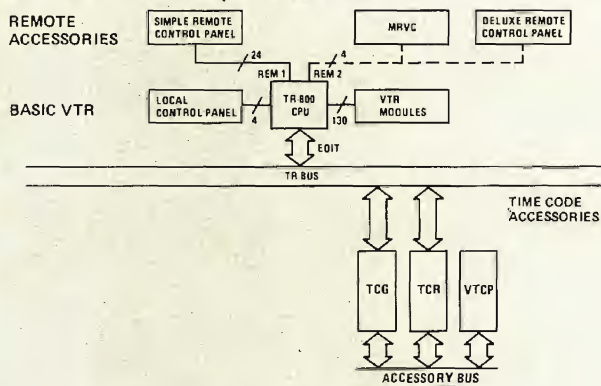 REMOTE
ACCESSORIES
SIMPLE REMOTE
CONTROL PANEL
MRVC
DELUXE REMOTE
CONTROL PANEL
24
4
REM 1
REM 2
BASIC VTR
LOCAL
CONTROL PANEL
4
TR-800
CPU
130
VTR
MODULES
EDIT
TR BUS
TIME CODE
ACCESSORIES
TCG
TCR
VTCP
ACCESSORY BUS